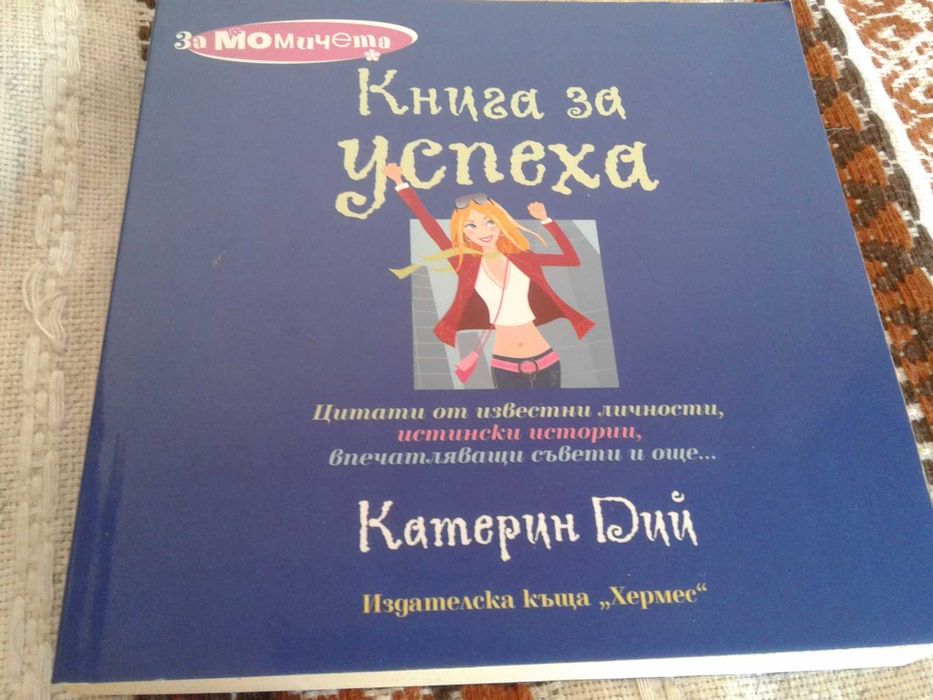 За момичета
Книга за
успеха
Цитати от известни личности,
истински истории,
впечатляващи съвети и още...
Катерин Дий
Издателска къща „Хермес“